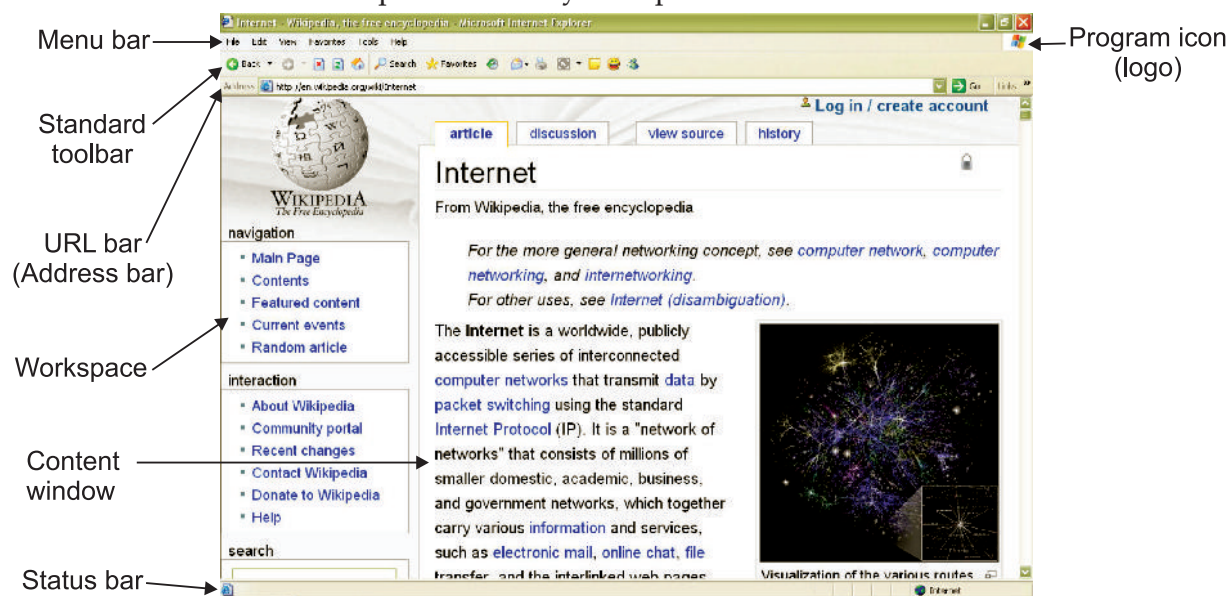 Internet - Wikipedia, the free encyclopedia - Microsoft Internet Explorer
Menu bar
File Edit View Favorites Tools Help
Program icon
(logo)
Back Search Favorites
Standard
toolbar
Address http://en.wikipedia.org/wiki/Internet Go Links »
URL bar
(Address bar)
Log in / create account
article discussion view source history
WIKIPEDIA
The Free Encyclopedia
Internet
From Wikipedia, the free encyclopedia
navigation
Main Page
Contents
Featured content
Current events
Random article
Workspace
For the more general networking concept, see computer network, computer
networking, and internetworking.
For other uses, see Internet (disambiguation).
interaction
About Wikipedia
Community portal
Recent changes
Contact Wikipedia
Donate to Wikipedia
Help
Content
window
search
The Internet is a worldwide, publicly
accessible series of interconnected
computer networks that transmit data by
packet switching using the standard
Internet Protocol (IP). It is a "network of
networks" that consists of millions of
smaller domestic, academic, business,
and government networks, which together
carry various information and services,
such as electronic mail, online chat, file
transfer, and the interlinked web pages
Visualization of the various routes
Status bar
Internet